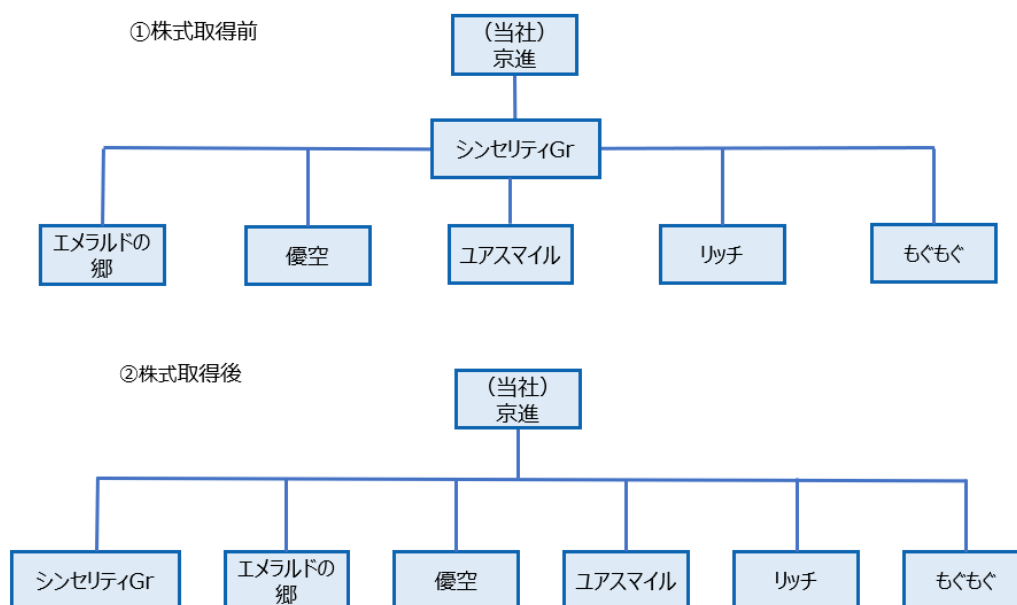 ①株式取得前
（当社）
京進
シンセリティGr
エメラルドの
郷
優空
ユアスマイル
リッチ
もぐもぐ
②株式取得後
（当社）
京進
シンセリティGr
エメラルドの
郷
優空
ユアスマイル
リッチ
もぐもぐ